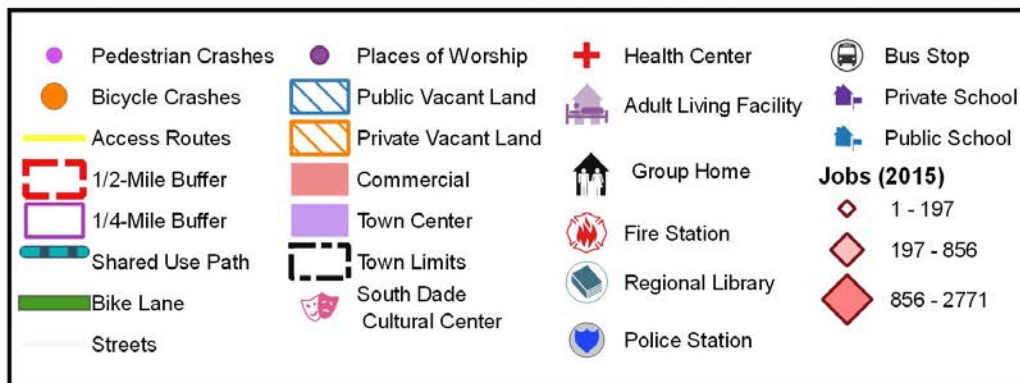 Pedestrian Crashes
Bicycle Crashes
Access Routes
1/2-Mile Buffer
1/4-Mile Buffer
Shared Use Path
Bike Lane
Streets
Places of Worship
Public Vacant Land
Private Vacant Land
Commercial
Town Center
Town Limits
South Dade
Cultural Center
Health Center
Adult Living Facility
Group Home
Fire Station
Regional Library
Police Station
Bus Stop
Private School
Public School
Jobs (2015)
1 - 197
197 - 856
856 - 2771